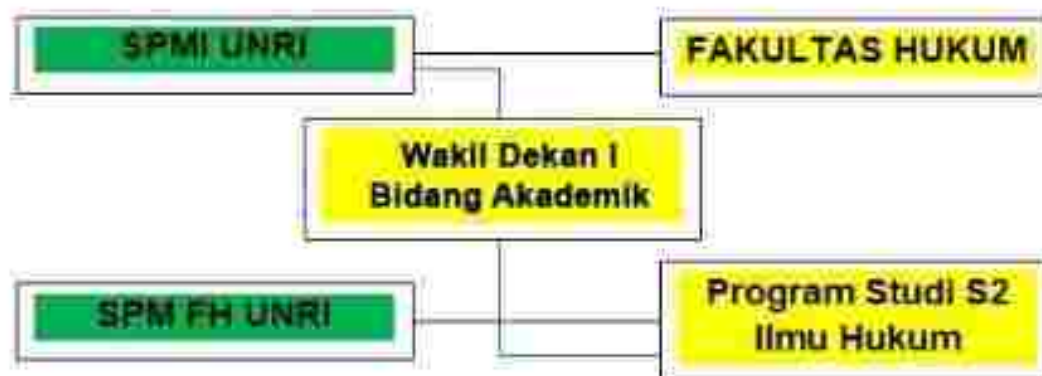 SPMI UNRI
FAKULTAS HUKUM
Wakil Dekan I
Bidang Akademik
SPM FH UNRI
Program Studi S2
Ilmu Hukum